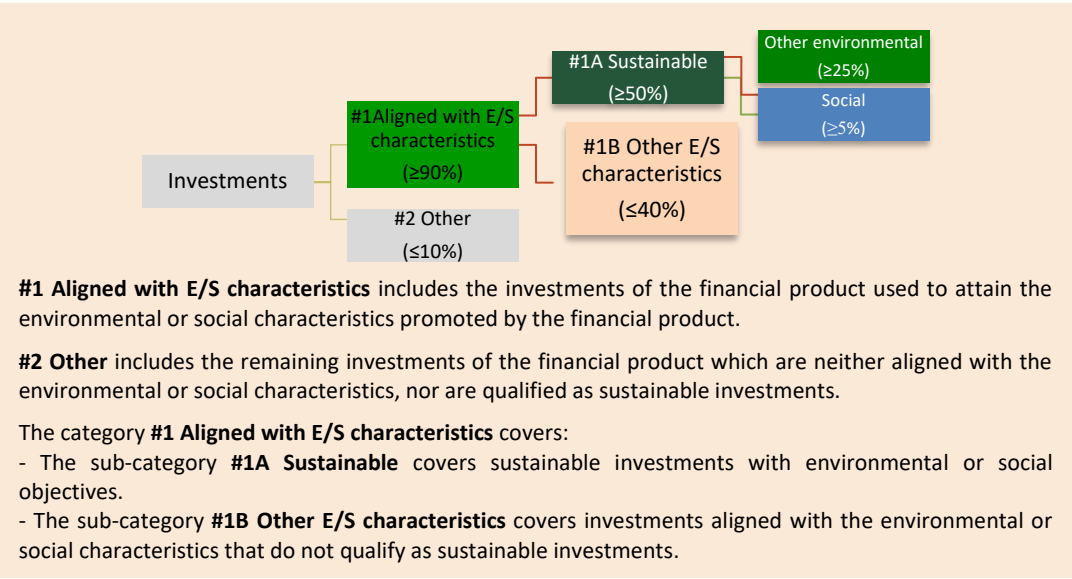 Other environmental
(≥25%)
#1A Sustainable
(≥50%)
Social
(≥5%)
#1Aligned with E/S
characteristics
(≥90%)
#1B Other E/S
characteristics
(≤40%)
Investments
#2 Other
(≤10%)
#1 Aligned with E/S characteristics includes the investments of the financial product used to attain the
environmental or social characteristics promoted by the financial product.
#2 Other includes the remaining investments of the financial product which are neither aligned with the
environmental or social characteristics, nor are qualified as sustainable investments.
The category #1 Aligned with E/S characteristics covers:
- The sub-category #1A Sustainable covers sustainable investments with environmental or social
objectives.
- The sub-category #1B Other E/S characteristics covers investments aligned with the environmental or
social characteristics that do not qualify as sustainable investments.